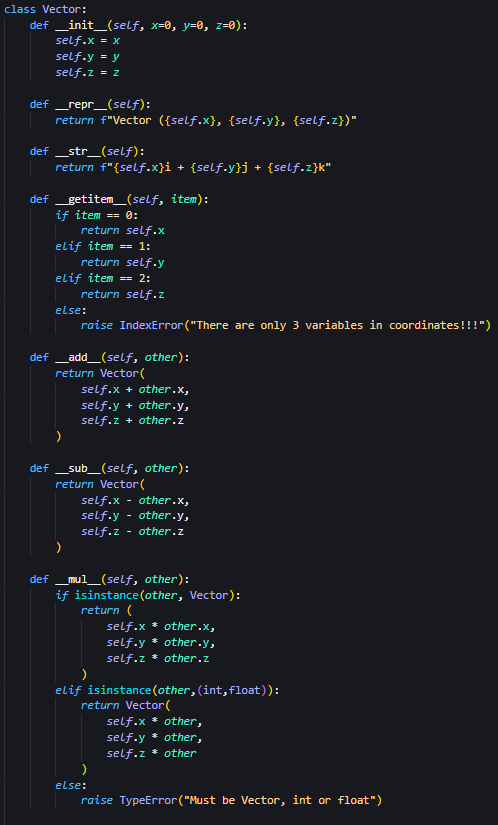 class Vector:
    def __init__(self, x=0, y=0, z=0):
        self.x = x
        self.y = y
        self.z = z

    def __repr__(self):
        return f"Vector ({self.x}, {self.y}, {self.z})"

    def __str__(self):
        return f"{self.x}i + {self.y}j + {self.z}k"

    def __getitem__(self, item):
        if item == 0:
            return self.x
        elif item == 1:
            return self.y
        elif item == 2:
            return self.z
        else:
            raise IndexError("There are only 3 variables in coordinates!!!")

    def __add__(self, other):
        return Vector(
            self.x + other.x,
            self.y + other.y,
            self.z + other.z
        )

    def __sub__(self, other):
        return Vector(
            self.x - other.x,
            self.y - other.y,
            self.z - other.z
        )

    def __mul__(self, other):
        if isinstance(other, Vector):
            return (
                self.x * other.x,
                self.y * other.y,
                self.z * other.z
            )
        elif isinstance(other,(int,float)):
            return Vector(
                self.x * other,
                self.y * other,
                self.z * other
            )
        else:
            raise TypeError("Must be Vector, int or float")